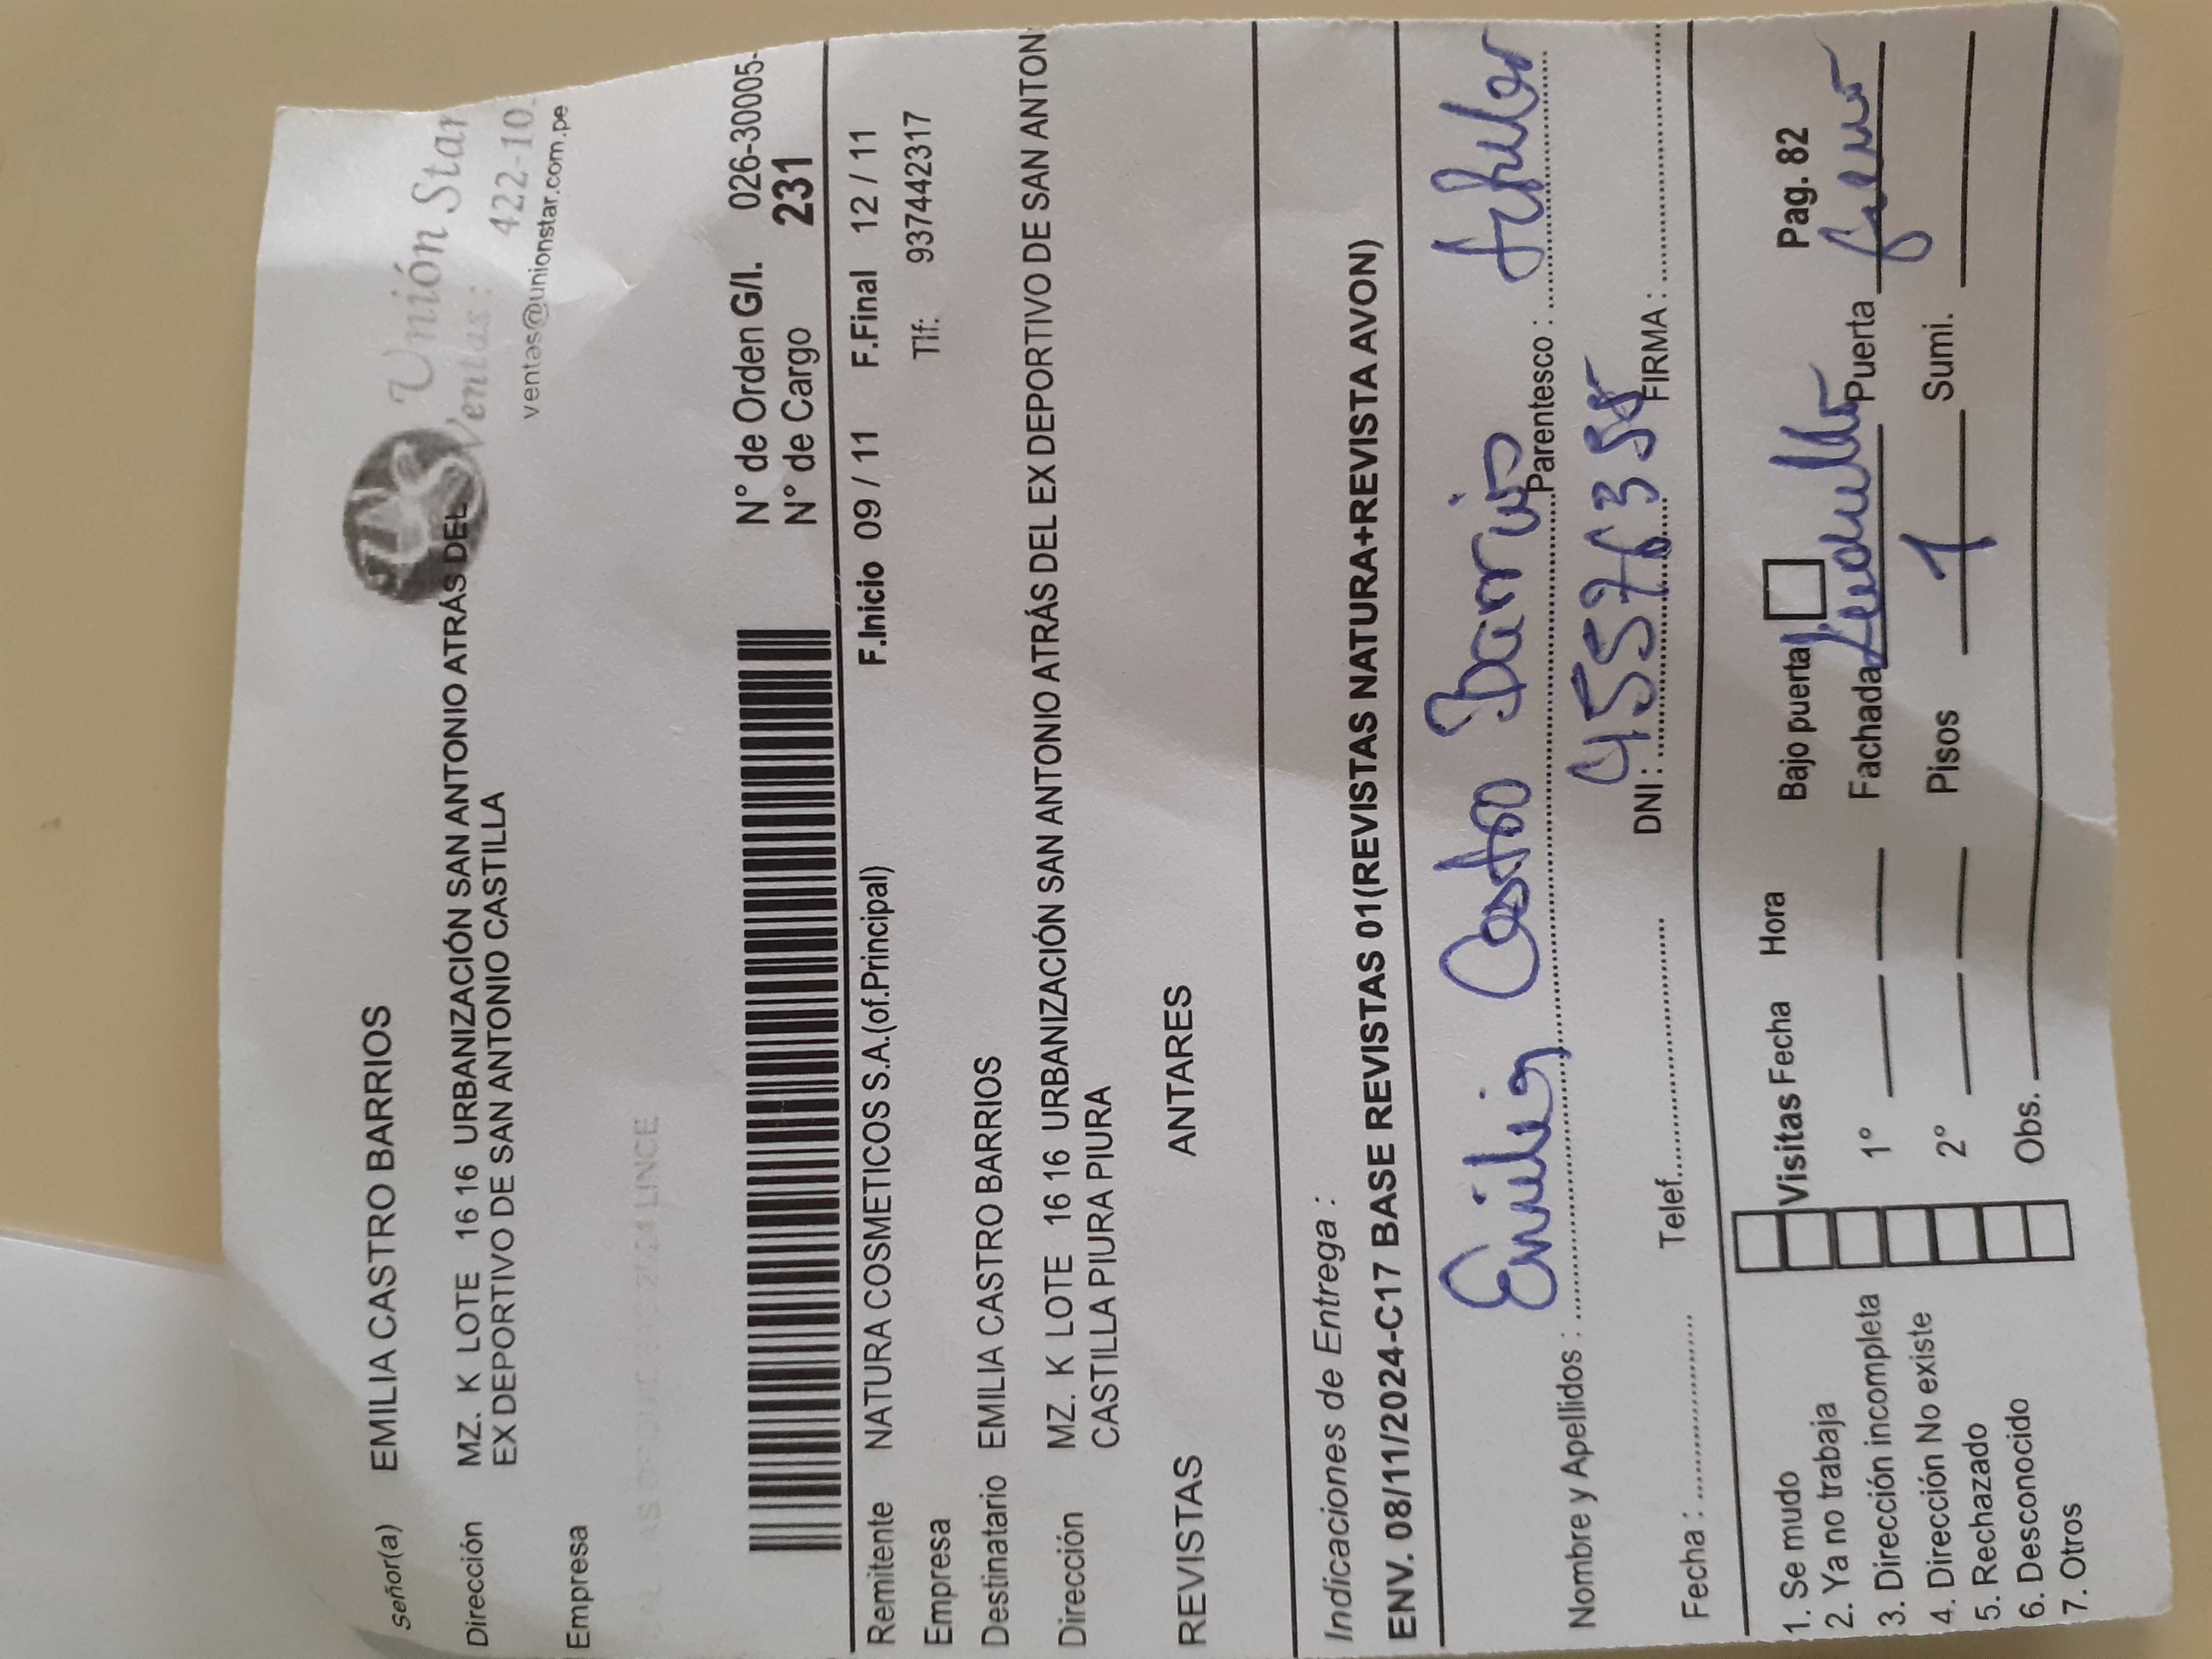 Unión Star
Ventas: 422-10
ventas@unionstar.com.pe
Señor(a) EMILIA CASTRO BARRIOS
Dirección MZ. K LOTE 16 16 URBANIZACIÓN SAN ANTONIO ATRÁS DEL
EX DEPORTIVO DE SAN ANTONIO CASTILLA
Empresa
LINCE
N° de Orden G/I. 026-30005-
N° de Cargo 231
Remitente NATURA COSMETICOS S.A.(of.Principal) F.Inicio 09 / 11 F.Final 12 / 11
Empresa Tlf: 937442317
Destinatario EMILIA CASTRO BARRIOS
Dirección MZ. K LOTE 16 16 URBANIZACIÓN SAN ANTONIO ATRÁS DEL EX DEPORTIVO DE SAN ANTON
CASTILLA PIURA PIURA
REVISTAS ANTARES
Indicaciones de Entrega :
ENV. 08/11/2024-C17 BASE REVISTAS 01(REVISTAS NATURA+REVISTA AVON)
Nombre y Apellidos : Emilia Castro Barrios Parentesco : titular
Fecha : Telef. DNI : FIRMA :
1. Se mudo Visitas Fecha Hora Bajo puerta Pag. 82
2. Ya no trabaja
3. Dirección incompleta 1° Fachada Puerta
4. Dirección No existe 2° Pisos 1 Sumi.
5. Rechazado
6. Desconocido Obs.
7. Otros